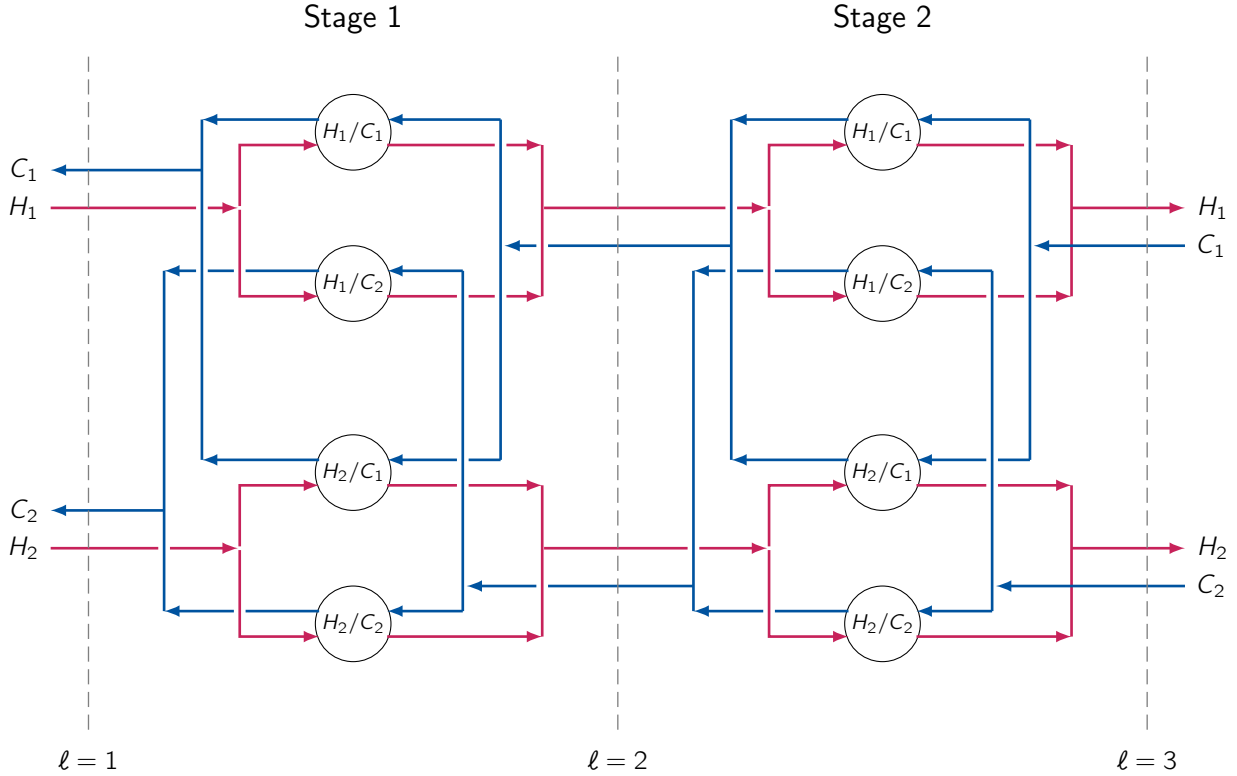 Stage 1
Stage 2
H₁/C₁
H₁/C₁
C₁
H₁
H₁
C₁
H₁/C₂
H₁/C₂
H₂/C₁
H₂/C₁
C₂
H₂
H₂
C₂
H₂/C₂
H₂/C₂
ℓ = 1
ℓ = 2
ℓ = 3